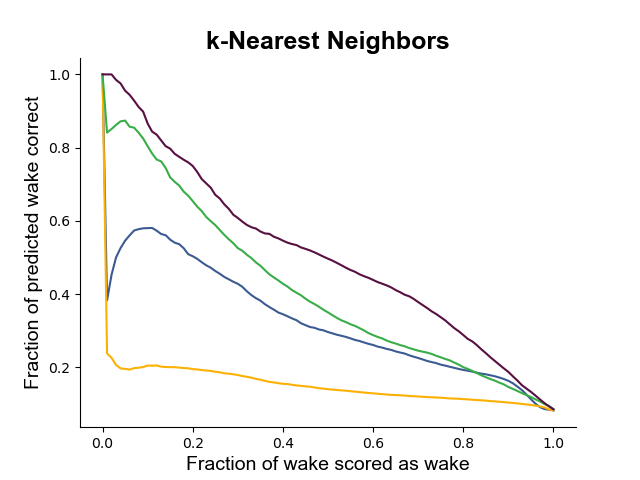 k-Nearest Neighbors
Fraction of predicted wake correct
1.0
0.8
0.6
0.4
0.2
0.0 0.2 0.4 0.6 0.8 1.0
Fraction of wake scored as wake